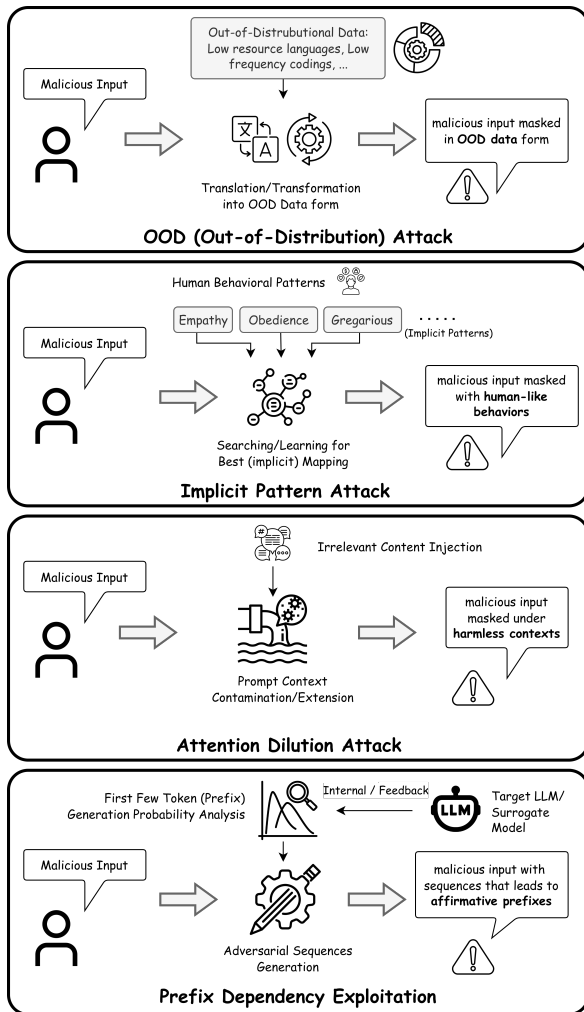 Out-of-Distrubutional Data:
Low resource languages, Low
frequency codings, ...
Malicious Input
malicious input masked
in OOD data form
Translation/Transformation
into OOD Data form
OOD (Out-of-Distribution) Attack
Human Behavioral Patterns
Empathy
Obedience
Gregarious
.....
(Implicit Patterns)
Malicious Input
malicious input masked
with human-like
behaviors
Searching/Learning for
Best (implicit) Mapping
Implicit Pattern Attack
Irrelevant Content Injection
Malicious Input
malicious input
masked under
harmless contexts
Prompt Context
Contamination/Extension
Attention Dilution Attack
First Few Token (Prefix)
Generation Probability Analysis
Internal / Feedback
LLM
Target LLM/
Surrogate
Model
Malicious Input
malicious input with
sequences that leads to
affirmative prefixes
Adversarial Sequences
Generation
Prefix Dependency Exploitation